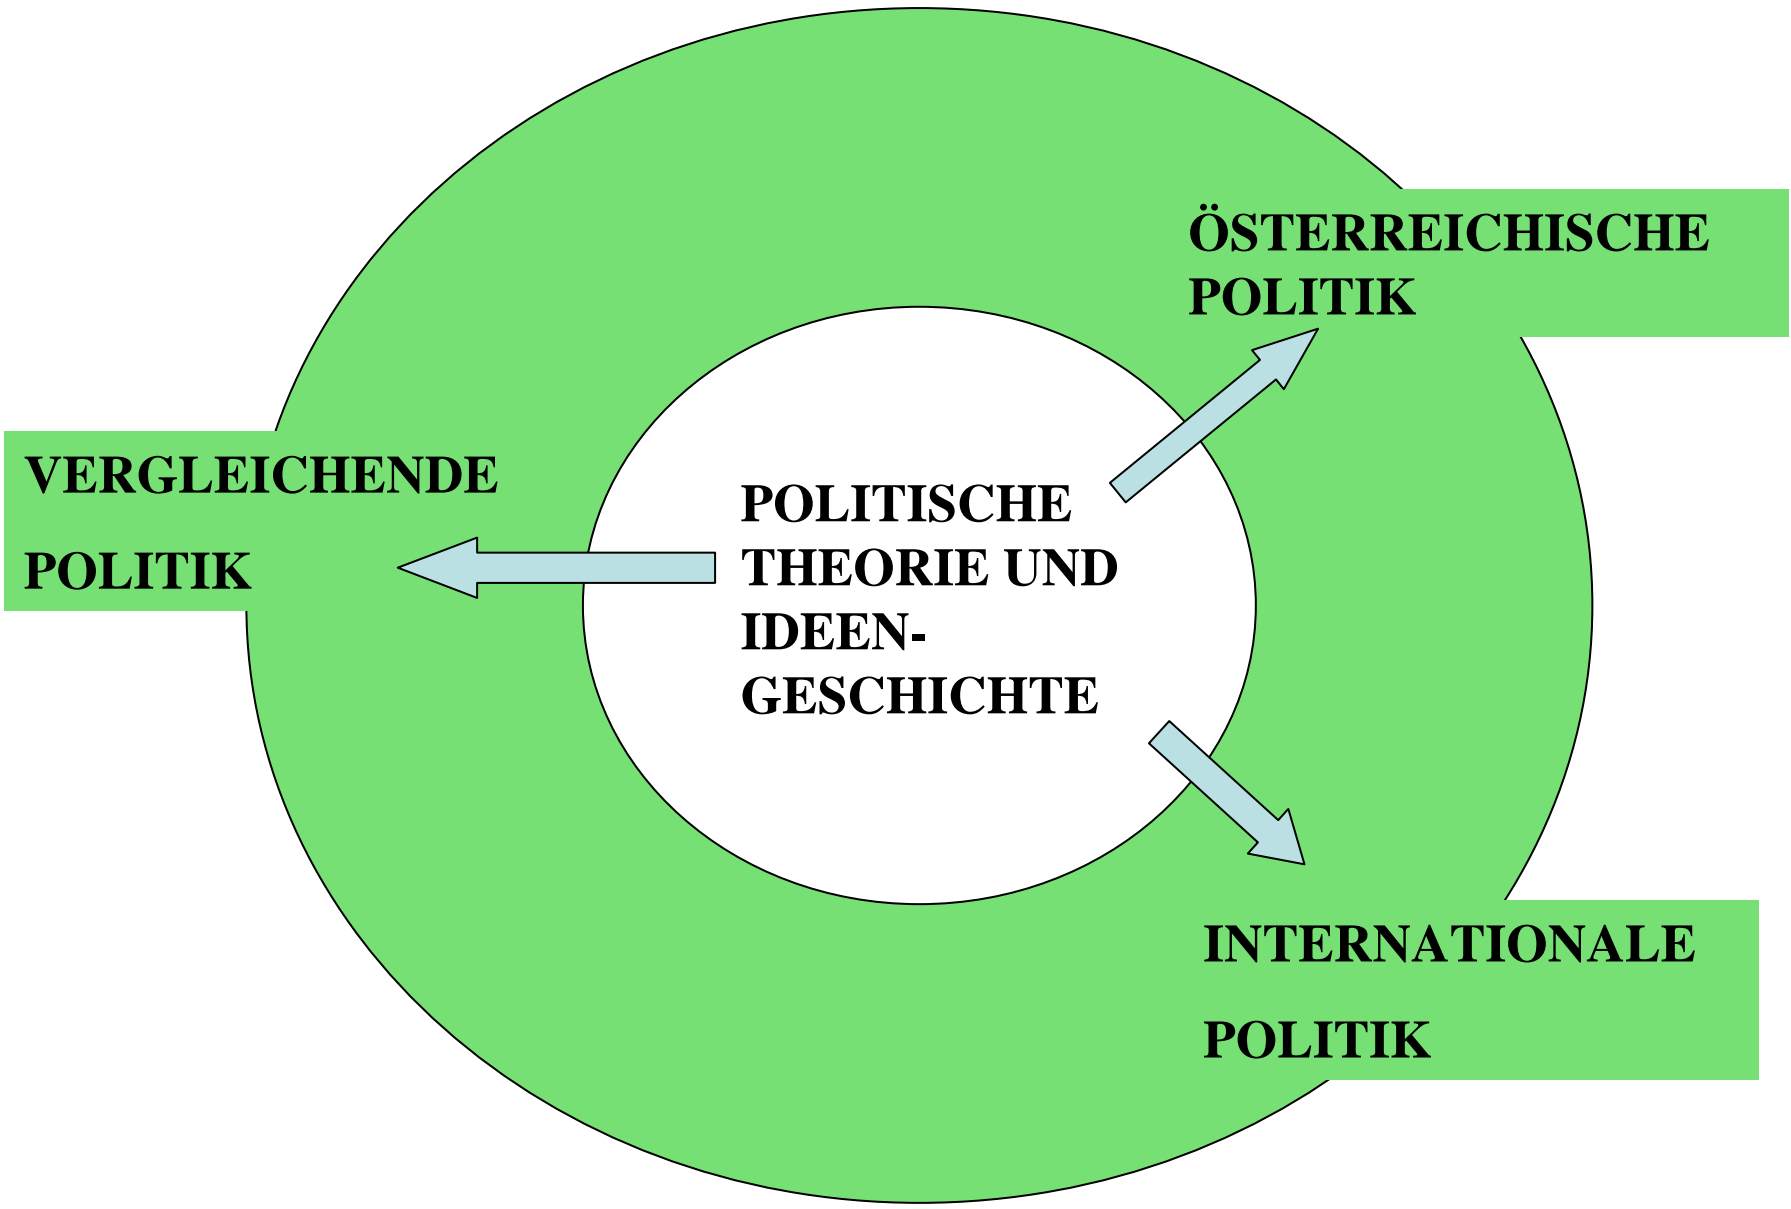 ÖSTERREICHISCHE
POLITIK
VERGLEICHENDE
POLITIK
POLITISCHE
THEORIE UND
IDEEN-
GESCHICHTE
INTERNATIONALE
POLITIK